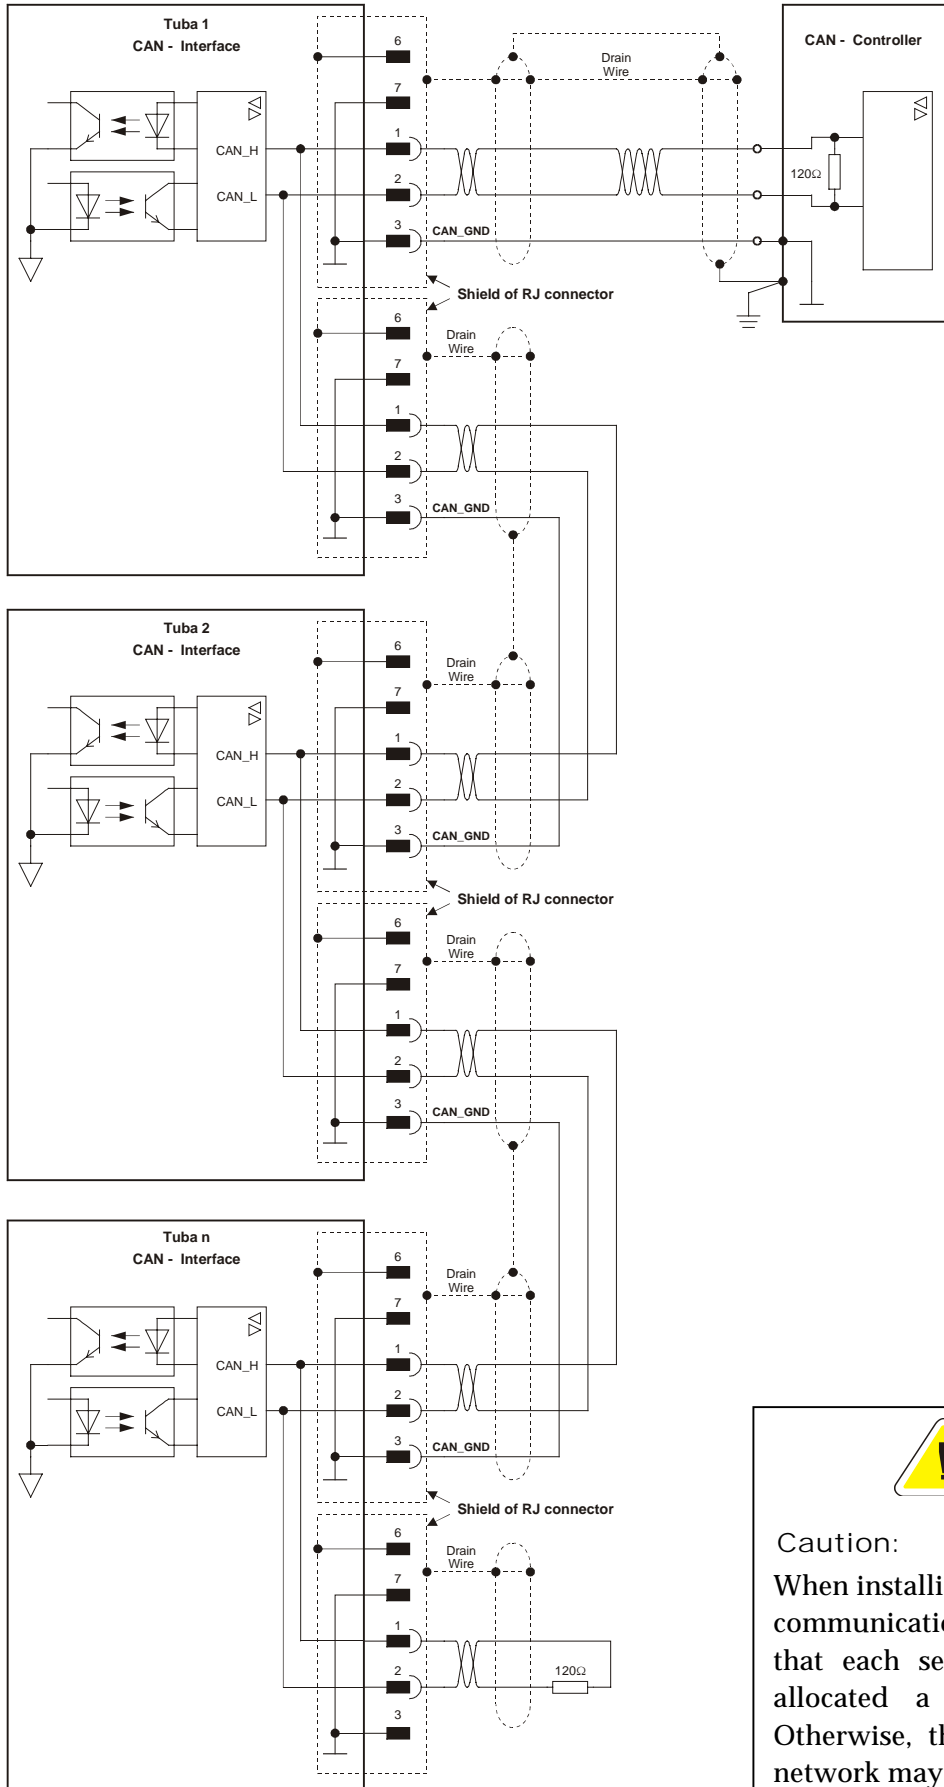 Tuba 1
CAN - Interface
CAN_H
CAN_L
6
7
1
2
3
CAN_GND
Drain
Wire
CAN - Controller
120Ω
Shield of RJ connector
6
Drain
Wire
7
1
2
3
CAN_GND
Tuba 2
CAN - Interface
CAN_H
CAN_L
6
Drain
Wire
7
1
2
3
CAN_GND
Shield of RJ connector
6
Drain
Wire
7
1
2
3
CAN_GND
Tuba n
CAN - Interface
CAN_H
CAN_L
6
Drain
Wire
7
1
2
3
CAN_GND
Shield of RJ connector
6
Drain
Wire
7
1
2
3
120Ω
Caution:
When
that each
allocated a
Otherwise,
network may